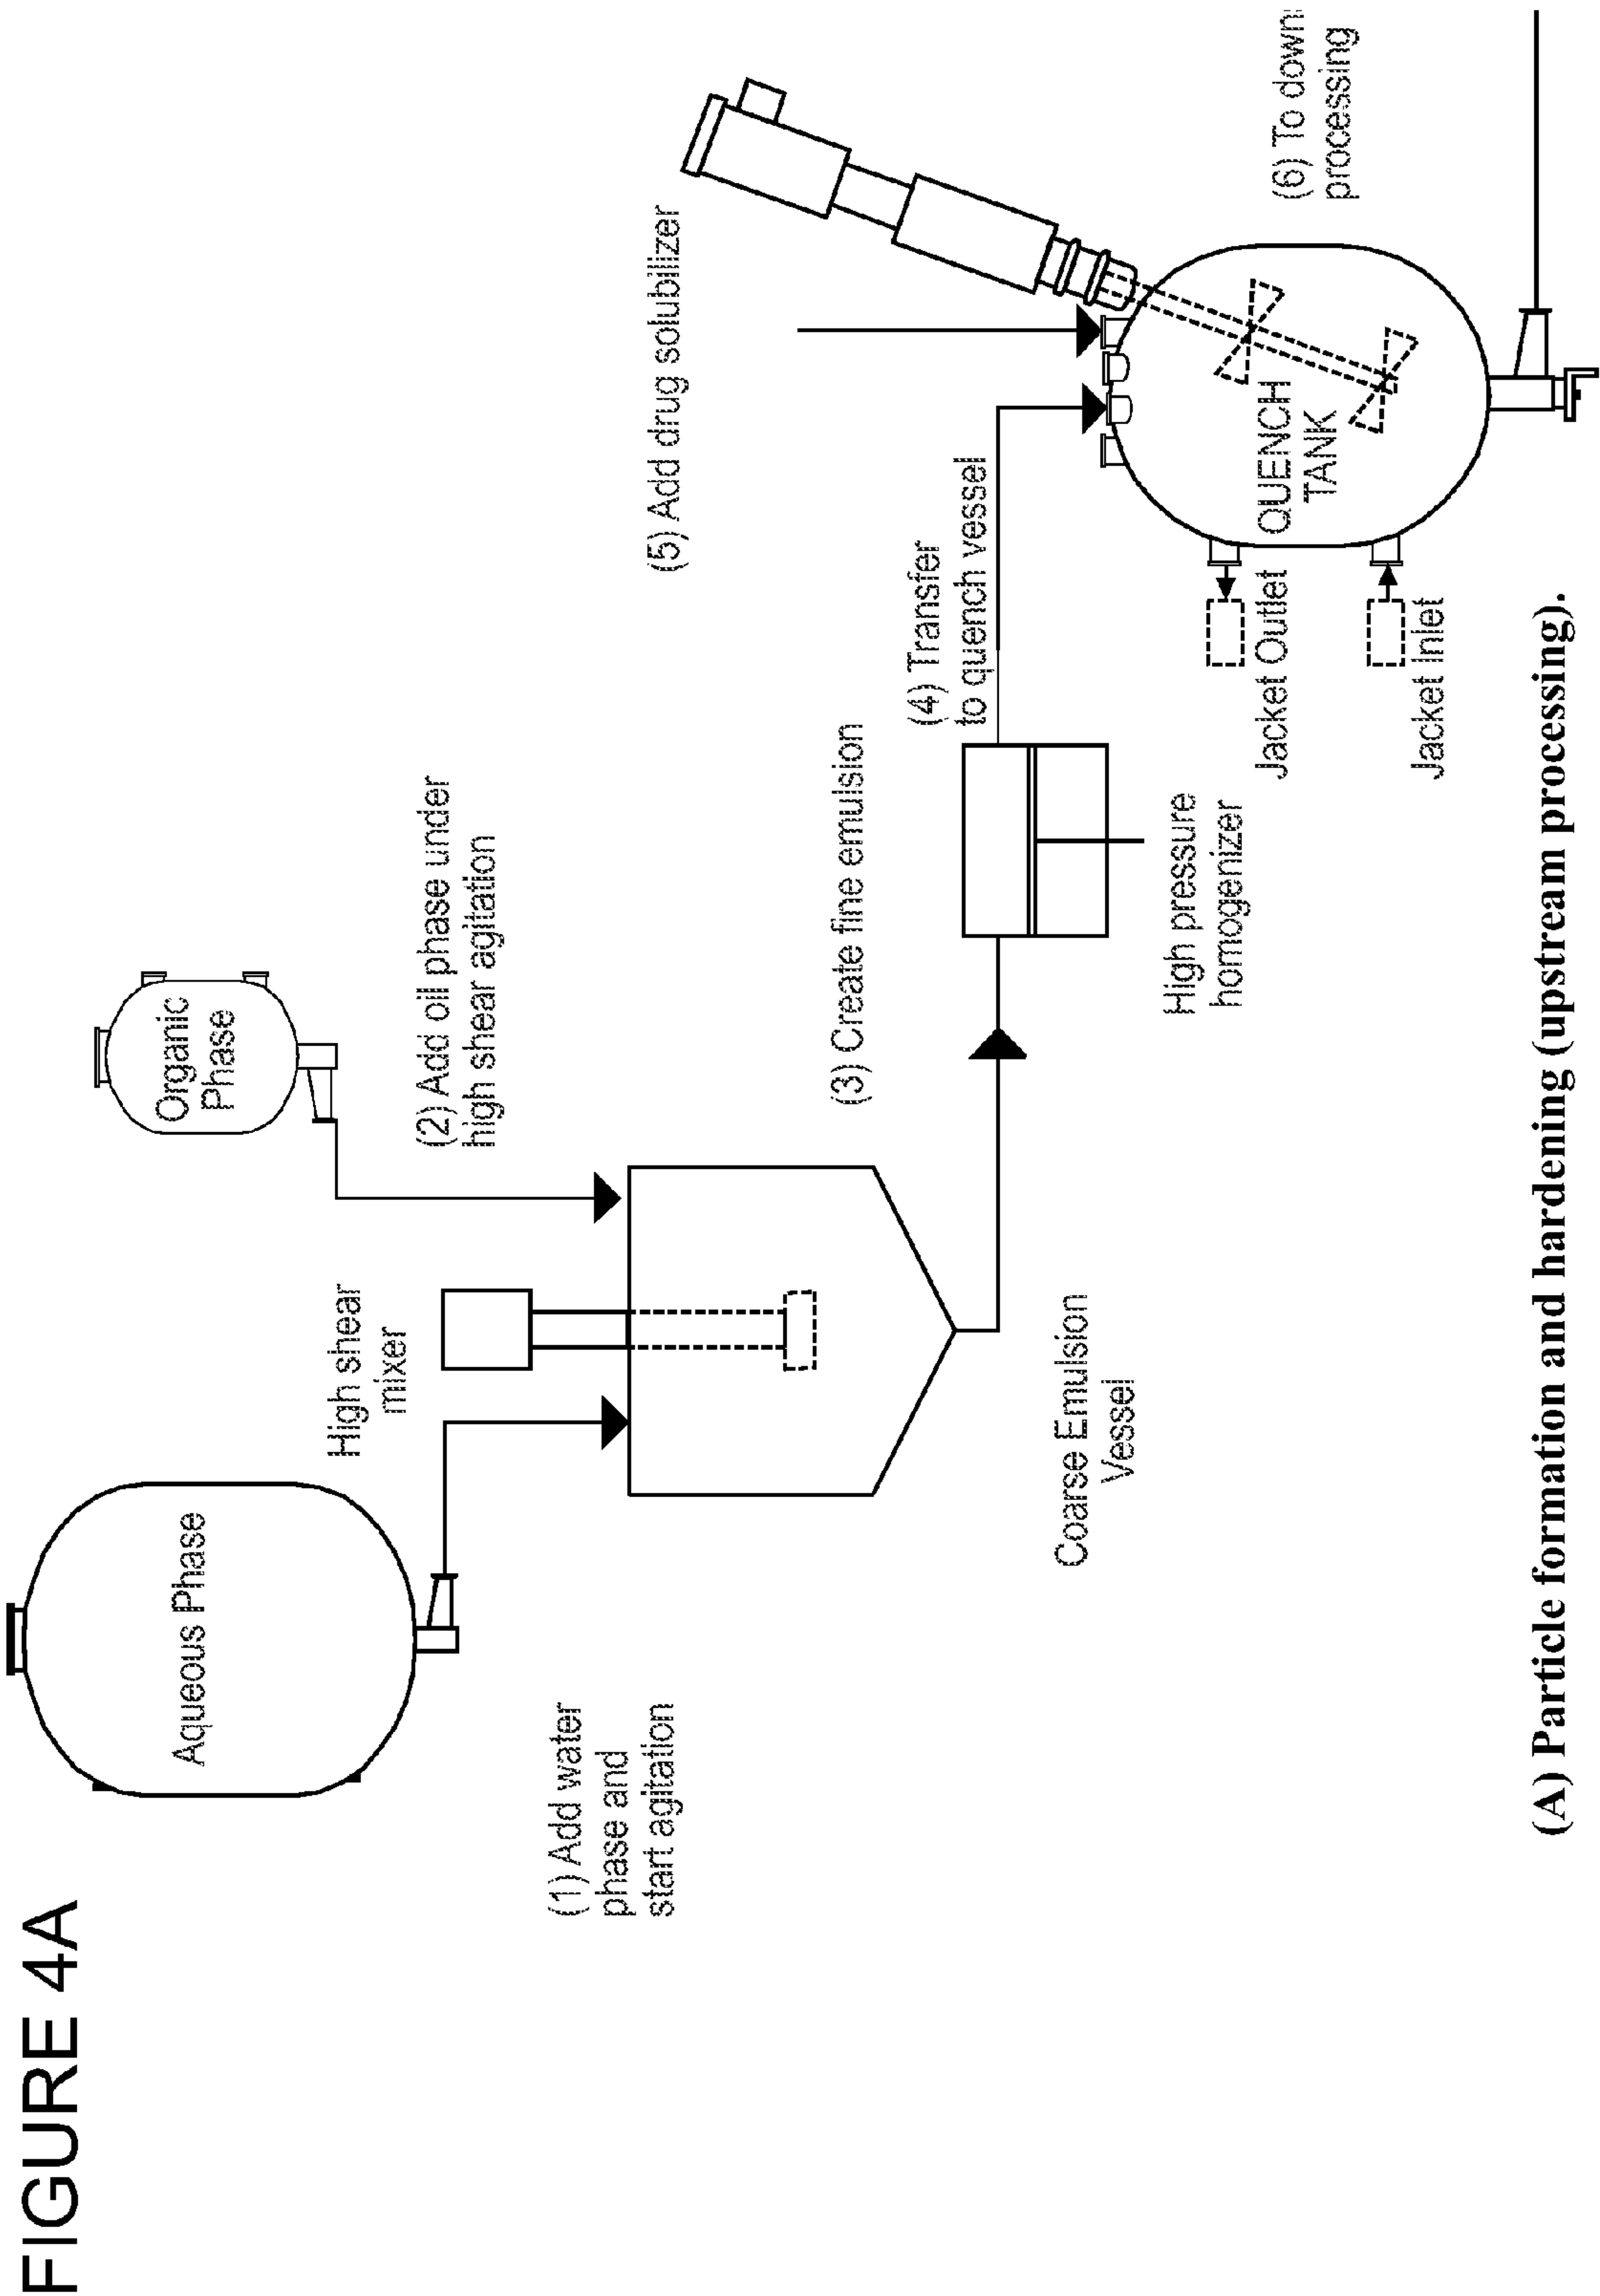 FIGURE 4A
Aqueous Phase
Organic
Phase
High shear
mixer
(1) Add water
phase and
start agitation
(2) Add oil phase under
high shear agitation
Coarse Emulsion
Vessel
(3) Create fine emulsion
High pressure
homogenizer
(4) Transfer
to quench vessel
(5) Add drug solubilizer
QUENCH
TANK
Jacket Outlet
Jacket Inlet
(6) To down
processing
(A) Particle formation and hardening (upstream processing).